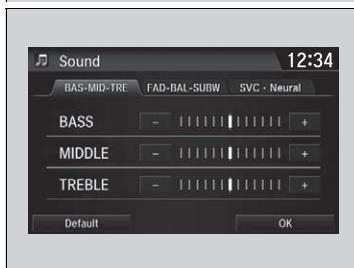 Sound 12:34
BAS-MID-TRE FAD-BAL-SUBW SVC・Neural
BASS - +
MIDDLE - +
TREBLE - +
Default OK